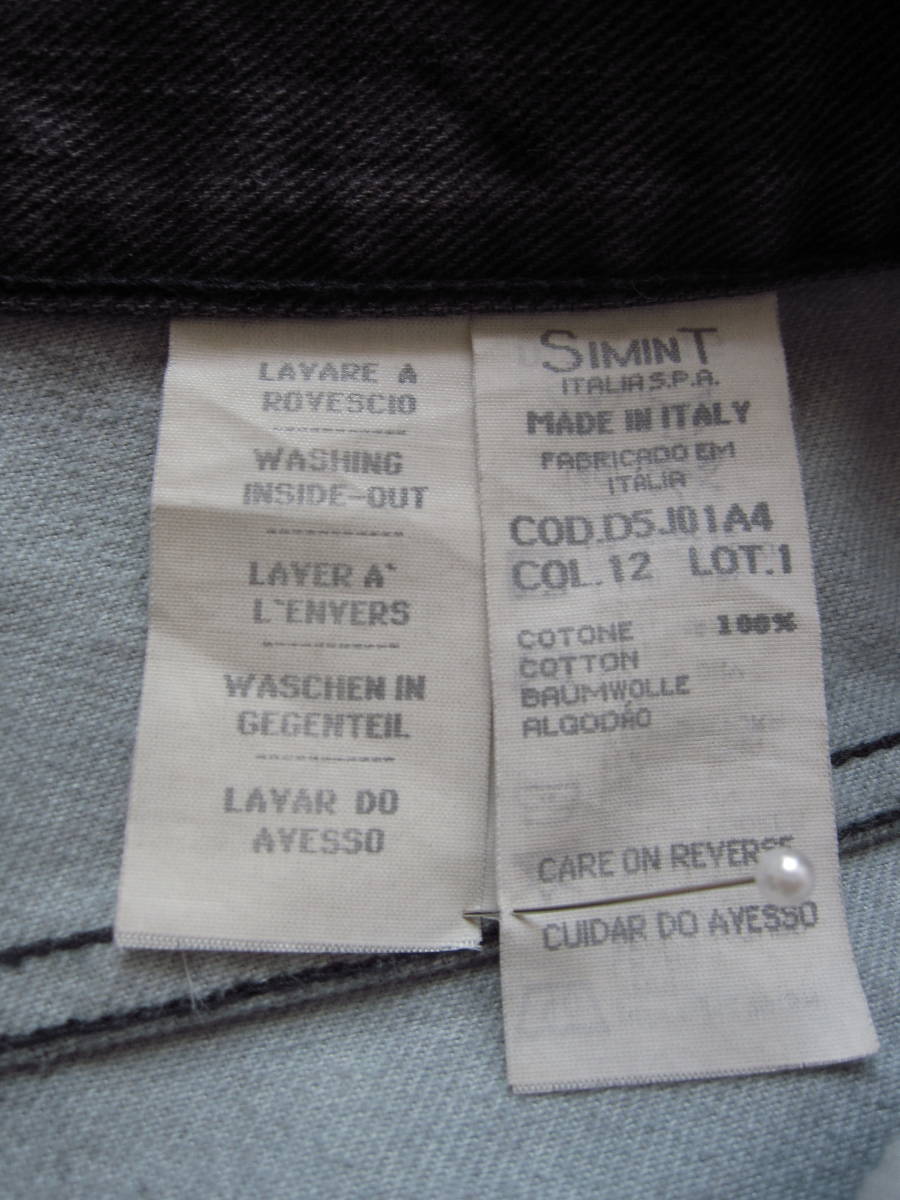 LAVARE A
ROVESCIO
WASHING
INSIDE-OUT
LAVER A`
L`ENVERS
WASCHEN IN
GEGENTEIL
LAVAR DO
AVESSO
SIMINT
ITALIA S.P.A.
MADE IN ITALY
FABRICADO EM
ITALIA
COD.D5J01A4
COL.12 LOT.1
COTONE 100%
COTTON
BAUMWOLLE
ALGODÃO
CARE ON REVERSE
CUIDAR DO AVESSO